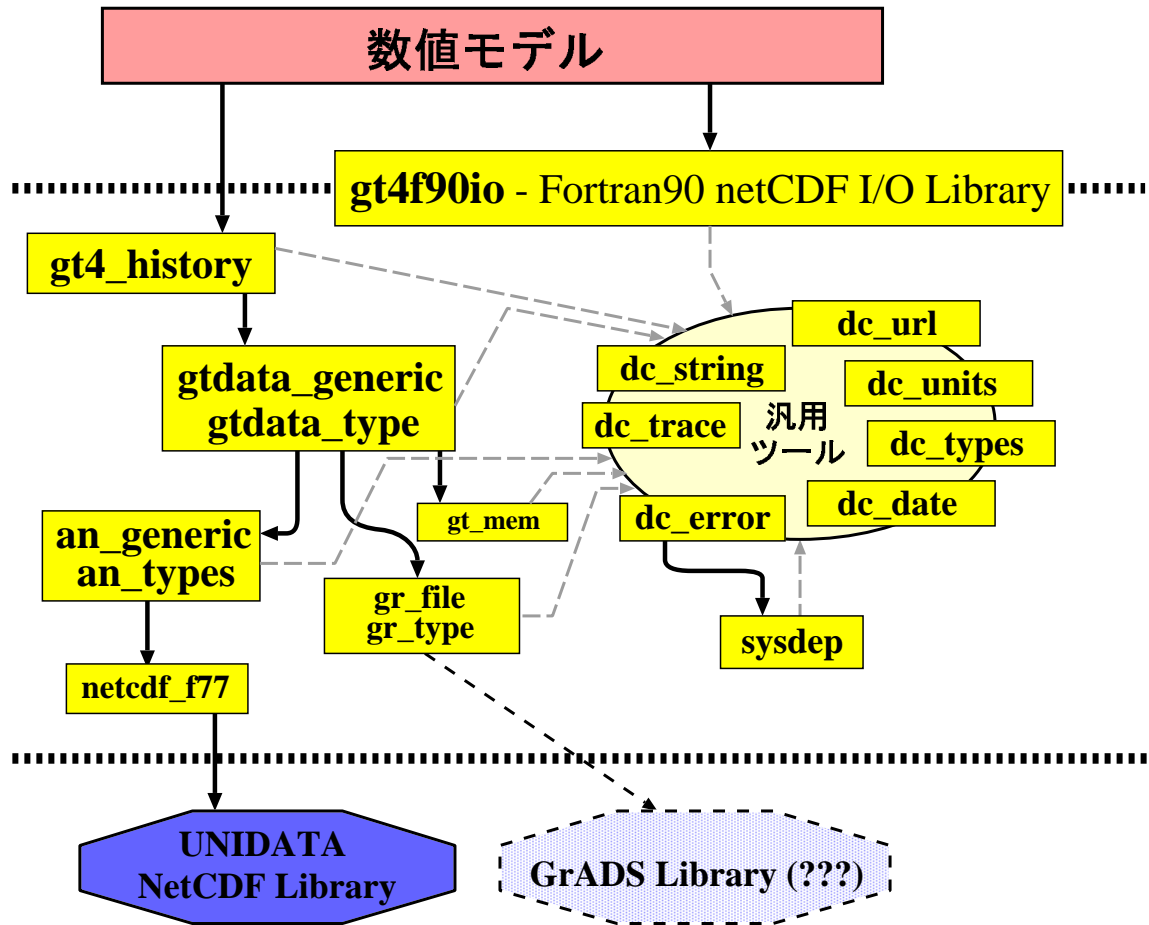 数値モデル
gt4f90io - Fortran90 netCDF I/O Library
gt4_history
gtdata_generic
gtdata_type
dc_url
dc_string
dc_units
dc_trace
汎用
ツール
dc_types
dc_error
dc_date
gt_mem
an_generic
an_types
gr_file
gr_type
sysdep
netcdf_f77
UNIDATA
NetCDF Library
GrADS Library (???)